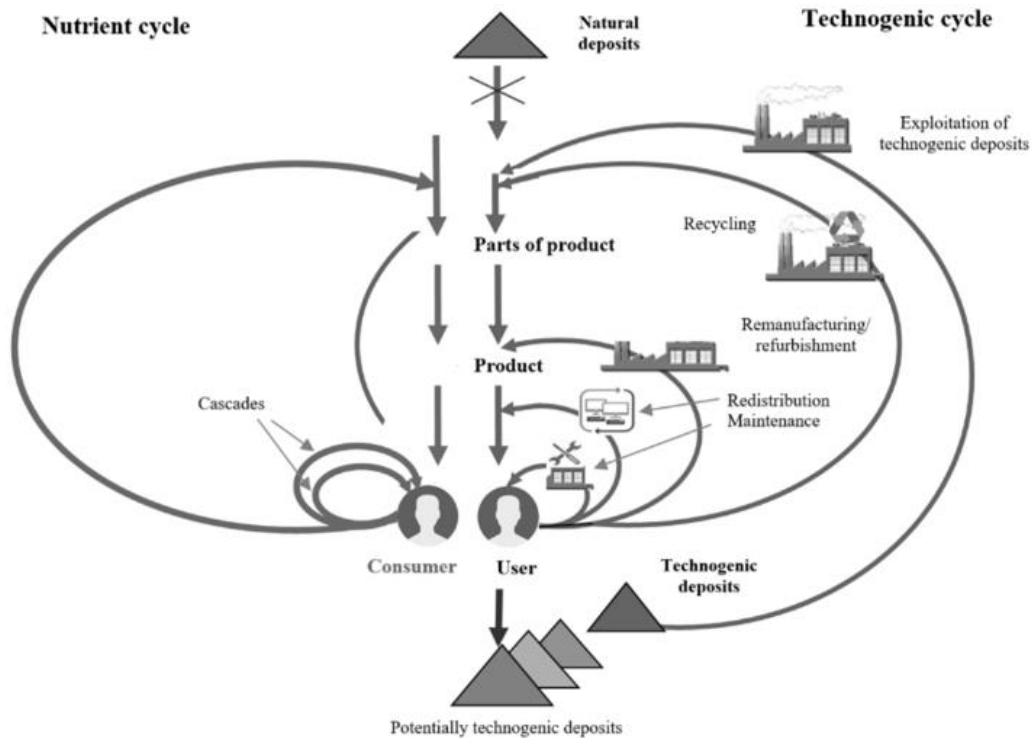 Nutrient cycle
Natural
deposits
Technogenic cycle
Exploitation of
technogenic deposits
Recycling
Parts of product
Remanufacturing/
refurbishment
Product
Cascades
Redistribution
Maintenance
Consumer
User
Technogenic
deposits
Potentially technogenic deposits